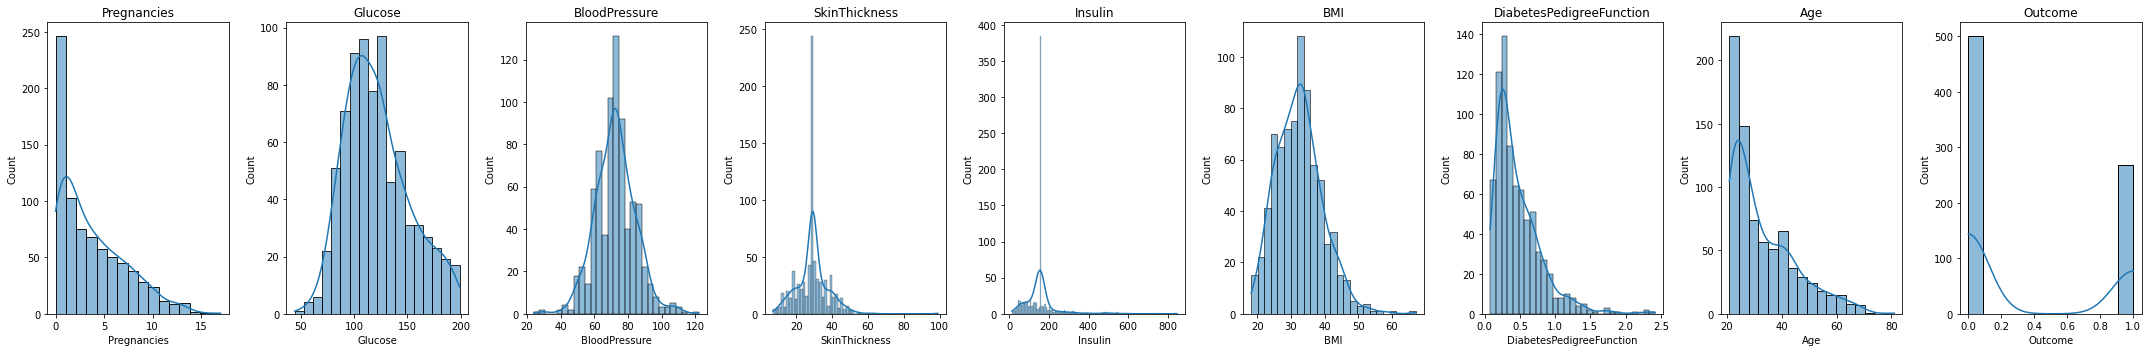 Pregnancies
250
200
150
100
50
0
Count
0 5 10 15
Pregnancies
Glucose
100
80
60
40
20
0
Count
50 100 150 200
Glucose
BloodPressure
120
100
80
60
40
20
0
Count
20 40 60 80 100 120
BloodPressure
SkinThickness
250
200
150
100
50
0
Count
20 40 60 80 100
SkinThickness
Insulin
400
350
300
250
200
150
100
50
0
Count
0 200 400 600 800
Insulin
BMI
100
80
60
40
20
0
Count
20 30 40 50 60
BMI
DiabetesPedigreeFunction
140
120
100
80
60
40
20
0
Count
0.0 0.5 1.0 1.5 2.0 2.5
DiabetesPedigreeFunction
Age
200
150
100
50
0
Count
20 40 60 80
Age
Outcome
500
400
300
200
100
0
Count
0.0 0.2 0.4 0.6 0.8 1.0
Outcome